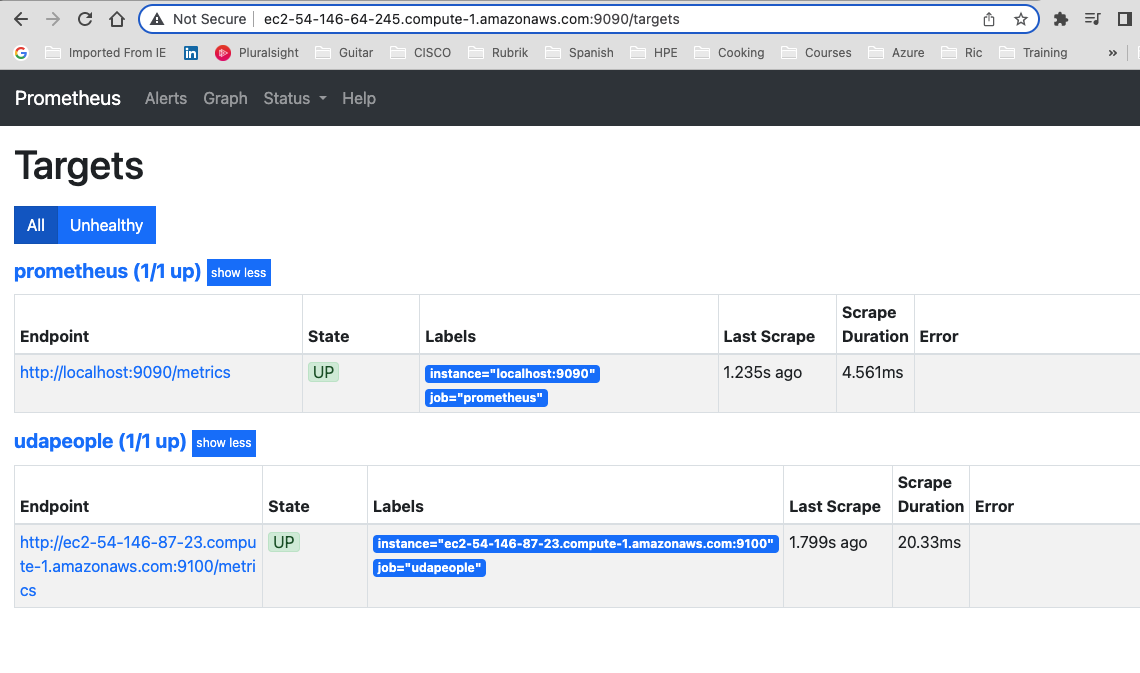 Not Secure | ec2-54-146-64-245.compute-1.amazonaws.com:9090/targets
G Imported From IE in Pluralsight Guitar CISCO Rubrik Spanish HPE Cooking Courses Azure Ric Training »
Prometheus Alerts Graph Status Help
Targets
All Unhealthy
prometheus (1/1 up) show less
Scrape
Endpoint State Labels Last Scrape Duration Error
http://localhost:9090/metrics UP instance="localhost:9090" 1.235s ago 4.561ms
job="prometheus"
udapeople (1/1 up) show less
Scrape
Endpoint State Labels Last Scrape Duration Error
http://ec2-54-146-87-23.compu UP instance="ec2-54-146-87-23.compute-1.amazonaws.com:9100" 1.799s ago 20.33ms
te-1.amazonaws.com:9100/metri job="udapeople"
cs